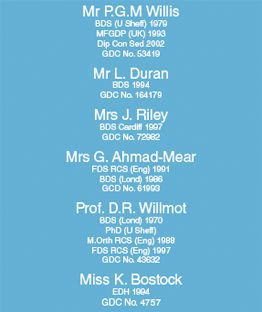 Mr P.G.M Willis
BDS (U Sheff) 1979
MFGDP (UK) 1993
Dip Con Sed 2002
GDC No. 53419
Mr L. Duran
BDS 1994
GDC No. 164179
Mrs J. Riley
BDS Cardiff 1997
GDC No. 72982
Mrs G. Ahmad-Mear
FDS RCS (Eng) 1991
BDS (Lond) 1986
GCD No. 61993
Prof. D.R. Willmot
BDS (Lond) 1970
PhD (U Sheff)
M.Orth RCS (Eng) 1988
FDS RCS (Eng) 1997
GDC No. 43632
Miss K. Bostock
EDH 1994
GDC No. 4757